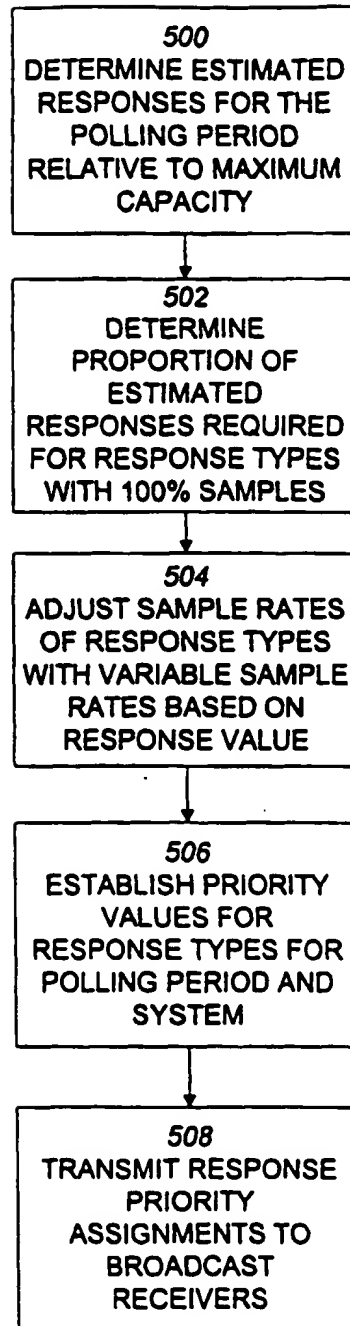 500
DETERMINE ESTIMATED
RESPONSES FOR THE
POLLING PERIOD
RELATIVE TO MAXIMUM
CAPACITY
502
DETERMINE
PROPORTION OF
ESTIMATED
RESPONSES REQUIRED
FOR RESPONSE TYPES
WITH 100% SAMPLES
504
ADJUST SAMPLE RATES
OF RESPONSE TYPES
WITH VARIABLE SAMPLE
RATES BASED ON
RESPONSE VALUE
506
ESTABLISH PRIORITY
VALUES FOR
RESPONSE TYPES FOR
POLLING PERIOD AND
SYSTEM
508
TRANSMIT RESPONSE
PRIORITY
ASSIGNMENTS TO
BROADCAST
RECEIVERS